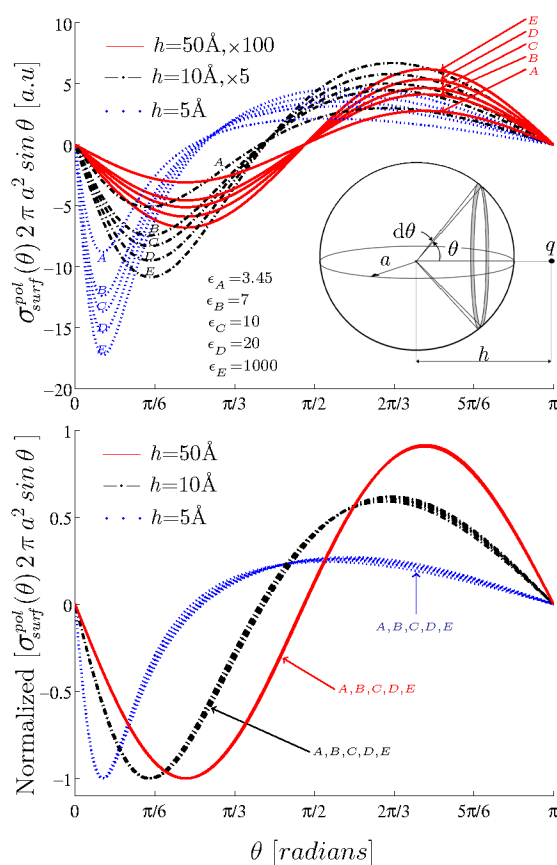 σ^{pol}_{surf}(θ) 2 π a² sin θ [a.u]
10
5
0
−5
−10
−15
−20
h=50Å,×100
h=10Å,×5
h=5Å
E
D
C
B
A
A
B
C
D
E
A
B
C
D
E
ϵ_A=3.45
ϵ_B=7
ϵ_C=10
ϵ_D=20
ϵ_E=1000
dθ
θ
a
q
h
0
π/6
π/3
π/2
2π/3
5π/6
π
Normalized [σ^{pol}_{surf}(θ) 2 π a² sin θ ]
1
0.5
0
−0.5
−1
h=50Å
h=10Å
h=5Å
A,B,C,D,E
A,B,C,D,E
A,B,C,D,E
0
π/6
π/3
π/2
2π/3
5π/6
π
θ [radians]